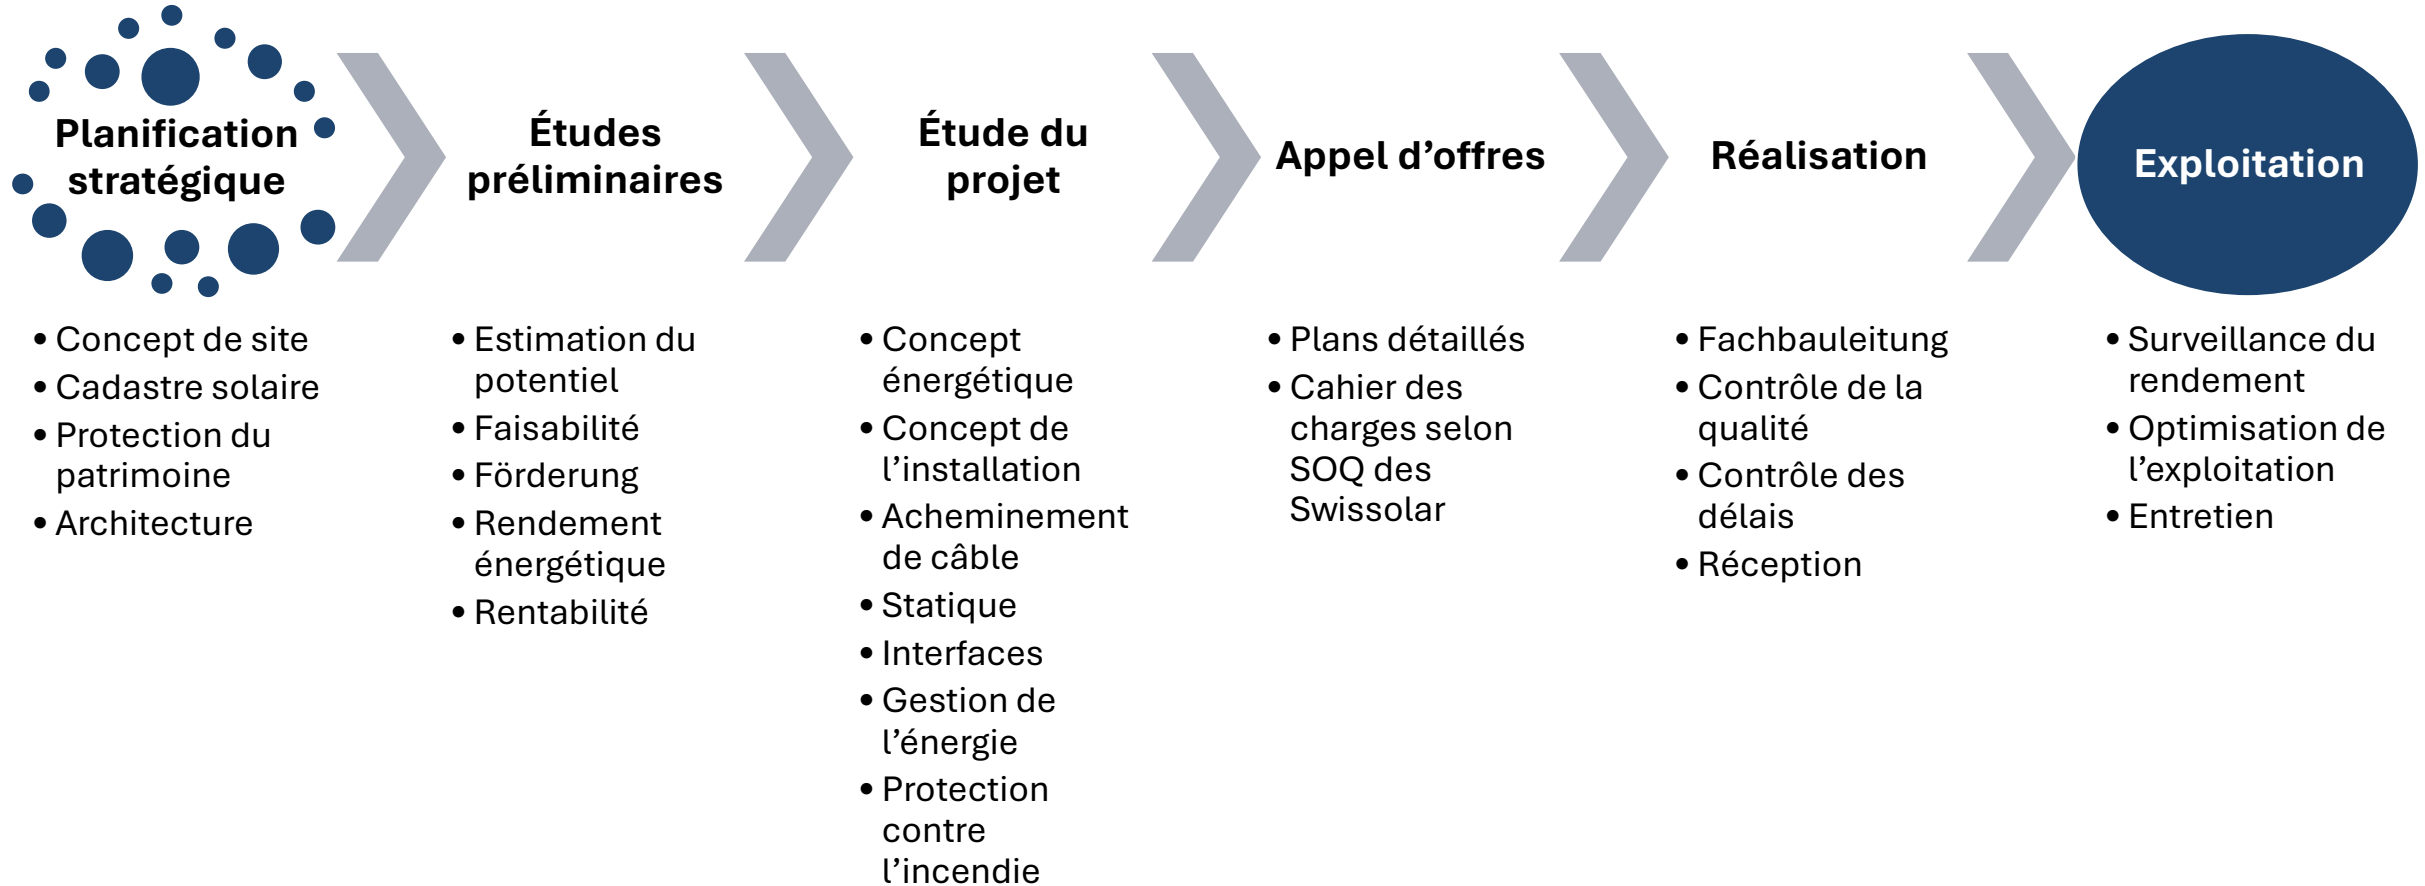 Planification
stratégique
Études
préliminaires
Étude du
projet
Appel d’offres
Réalisation
Exploitation
• Concept de site
• Cadastre solaire
• Protection du
patrimoine
• Architecture
• Estimation du
potentiel
• Faisabilité
• Förderung
• Rendement
énergétique
• Rentabilité
• Concept
énergétique
• Concept de
l’installation
• Acheminement
de câble
• Statique
• Interfaces
• Gestion de
l’énergie
• Protection
contre
l’incendie
• Plans détaillés
• Cahier des
charges selon
SOQ des
Swissolar
• Fachbauleitung
• Contrôle de la
qualité
• Contrôle des
délais
• Réception
• Surveillance du
rendement
• Optimisation de
l’exploitation
• Entretien